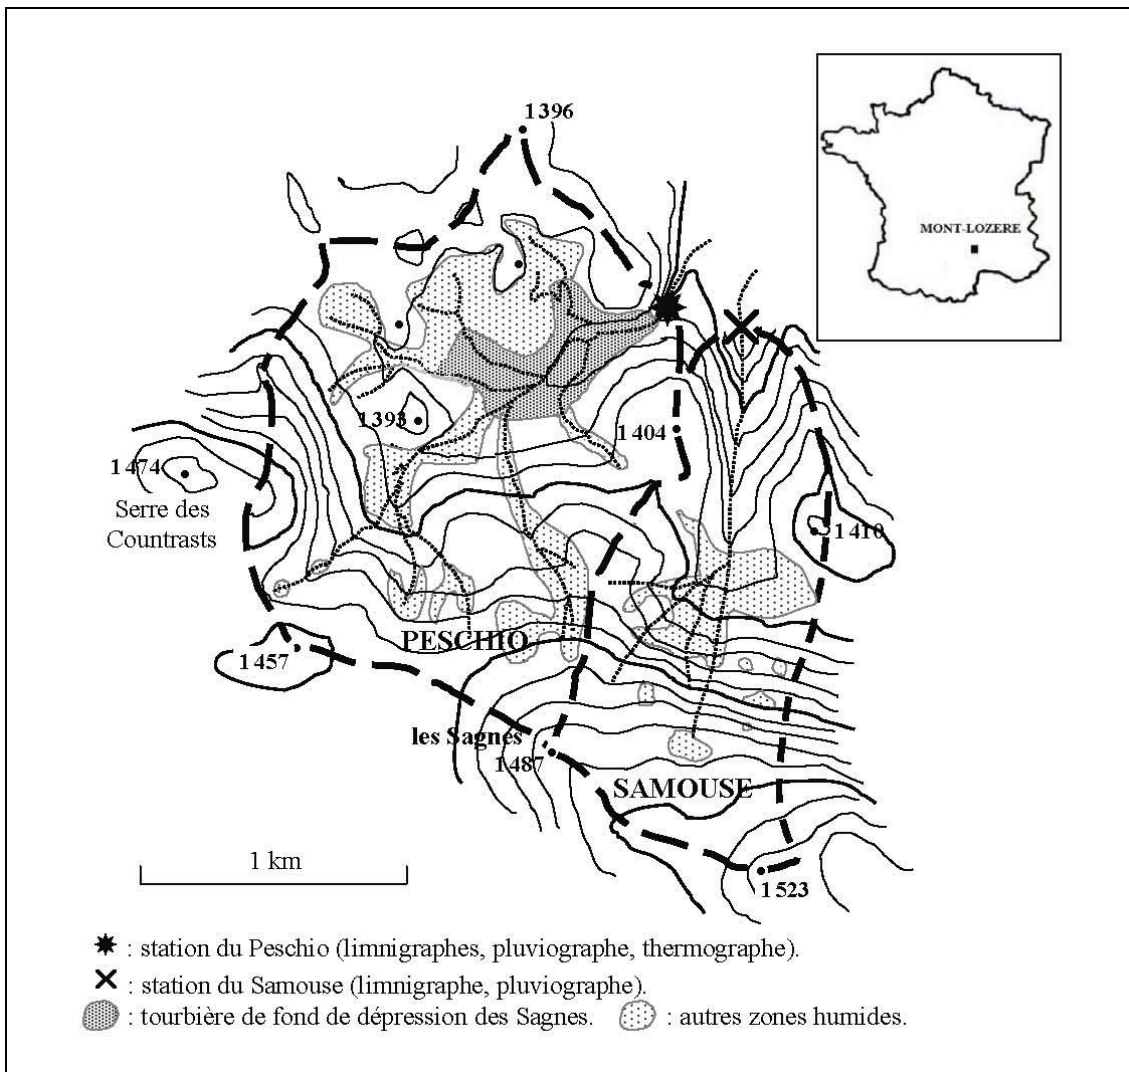 1396
MONT-LOZERE
1393
1404
1474
Serre des
Countrasts
1410
PESCHIO
1457
les Sagnes
1487
SAMOUSE
1 km
1523
: station du Peschio (limnigraphes, pluviographe, thermographe).
: station du Samouse (limnigraphe, pluviographe).
: tourbière de fond de dépression des Sagnes.
: autres zones humides.